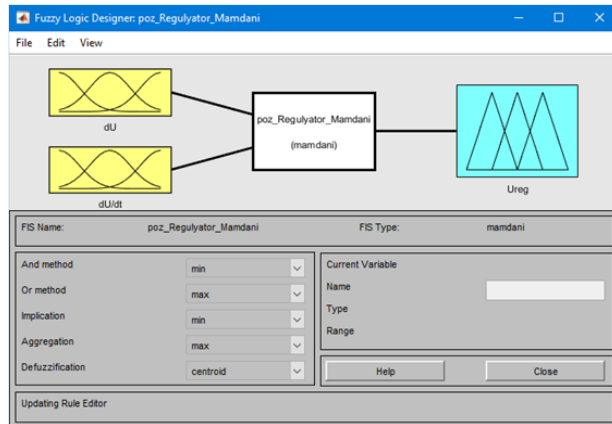 Fuzzy Logic Designer: poz_Regulyator_Mamdani
File Edit View
dU
poz_Regulyator_Mamdani
(mamdani)
dU/dt
Ureg
FIS Name: poz_Regulyator_Mamdani FIS Type: mamdani
And method min
Or method max
Implication min
Aggregation max
Defuzzification centroid
Current Variable
Name
Type
Range
Help Close
Updating Rule Editor